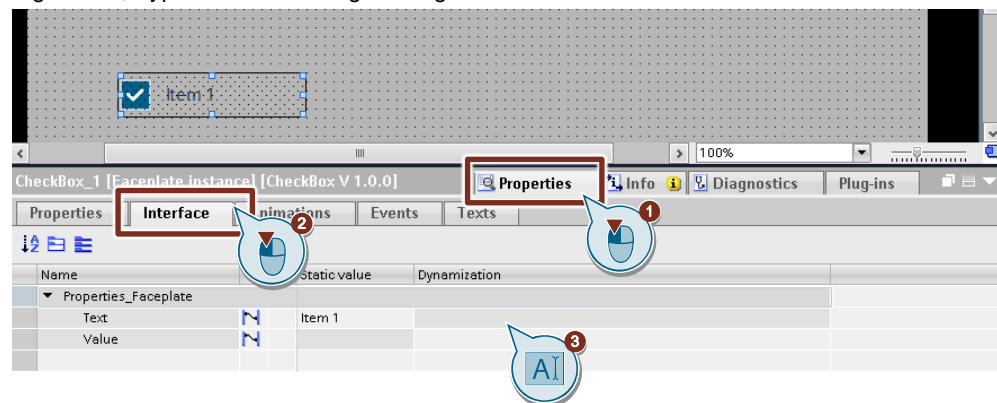 Item 1
100%
CheckBox_1 [Faceplate instance] [CheckBox V 1.0.0]
Properties
Info
Diagnostics
Plug-ins
1
Properties
Interface
Animations
Events
Texts
2
Name
Static value
Dynamization
Properties_Faceplate
Text
Item 1
Value
3
A